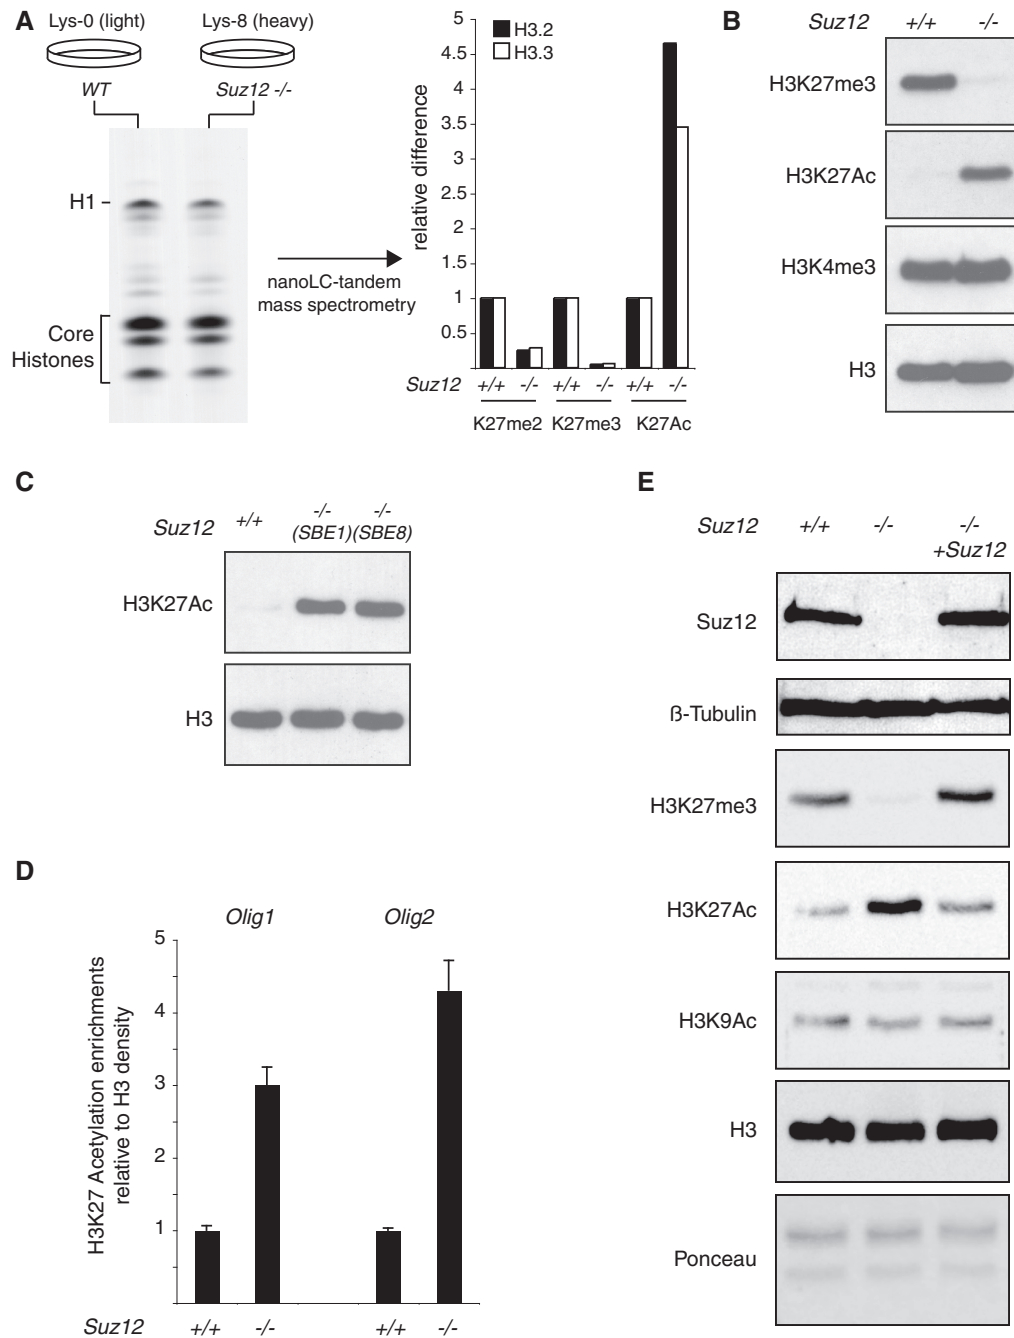 A
Lys-0 (light)
Lys-8 (heavy)
WT
Suz12 -/-
H1
Core
Histones
nanoLC-tandem
mass spectrometry
relative difference
5
4.5
4
3.5
3
2.5
2
1.5
1
0.5
H3.2
H3.3
Suz12 +/+ -/- +/+ -/- +/+ -/-
K27me2 K27me3 K27Ac
B
Suz12 +/+ -/-
H3K27me3
H3K27Ac
H3K4me3
H3
C
Suz12 +/+ -/- -/-
(SBE1)(SBE8)
H3K27Ac
H3
D
Olig1 Olig2
H3K27 Acetylation enrichments
relative to H3 density
5
4
3
2
1
Suz12 +/+ -/- +/+ -/-
E
Suz12 +/+ -/- -/-
+Suz12
Suz12
ß-Tubulin
H3K27me3
H3K27Ac
H3K9Ac
H3
Ponceau